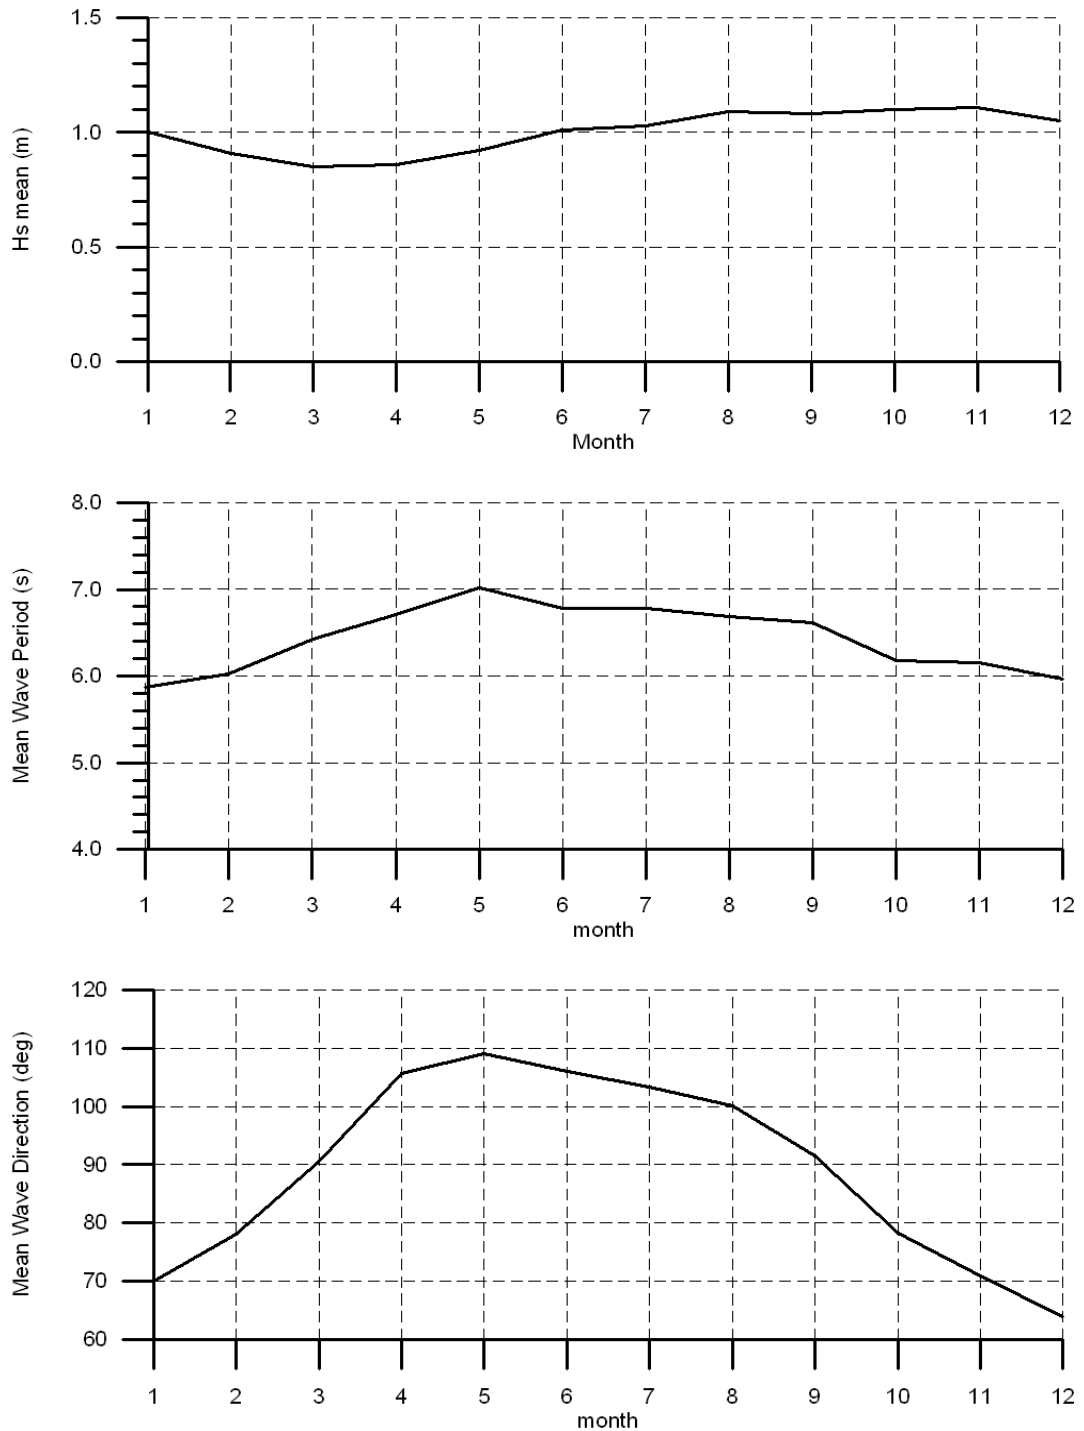 1.5
1.0
0.5
0.0
Hs mean (m)
1 2 3 4 5 6 7 8 9 10 11 12
Month
8.0
7.0
6.0
5.0
4.0
Mean Wave Period (s)
1 2 3 4 5 6 7 8 9 10 11 12
month
120
110
100
90
80
70
60
Mean Wave Direction (deg)
1 2 3 4 5 6 7 8 9 10 11 12
month